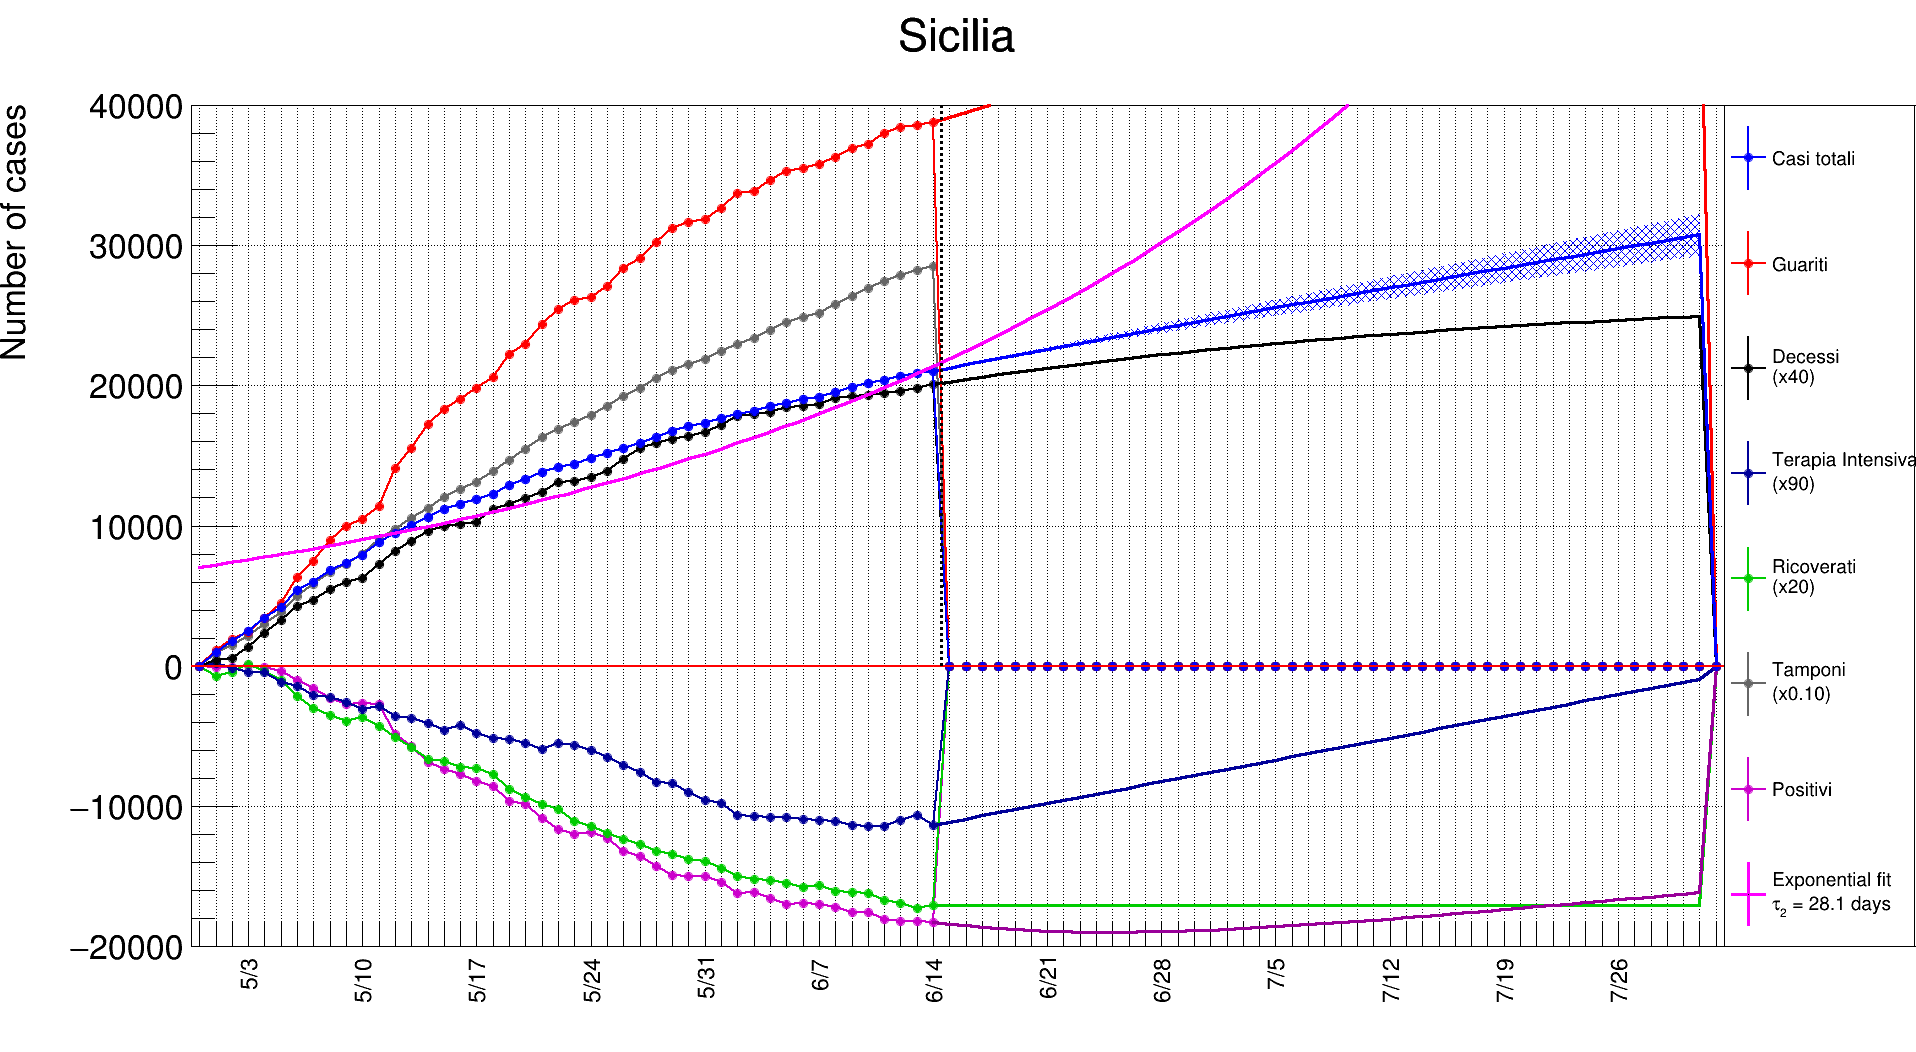 Sicilia
Number of cases
40000
30000
20000
10000
0
−10000
−20000
5/3
5/10
5/17
5/24
5/31
6/7
6/14
6/21
6/28
7/5
7/12
7/19
7/26
Casi totali
Guariti
Decessi
(x40)
Terapia Intensiva
(x90)
Ricoverati
(x20)
Tamponi
(x0.10)
Positivi
Exponential fit
τ2 = 28.1 days